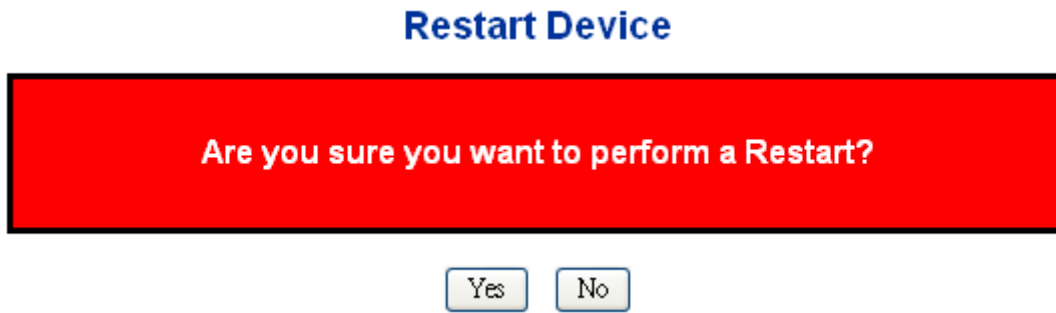 Restart Device
Are you sure you want to perform a Restart?
Yes No